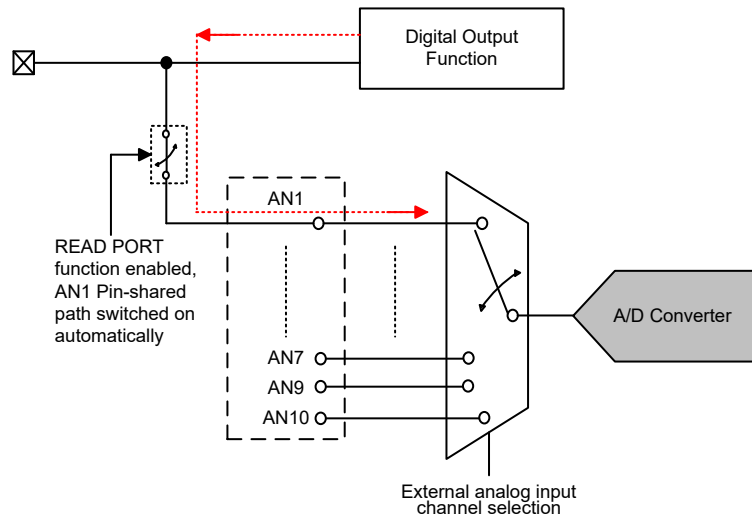 Digital Output
Function
READ PORT
function enabled,
AN1 Pin-shared
path switched on
automatically
AN1
AN7
AN9
AN10
A/D Converter
External analog input
channel selection